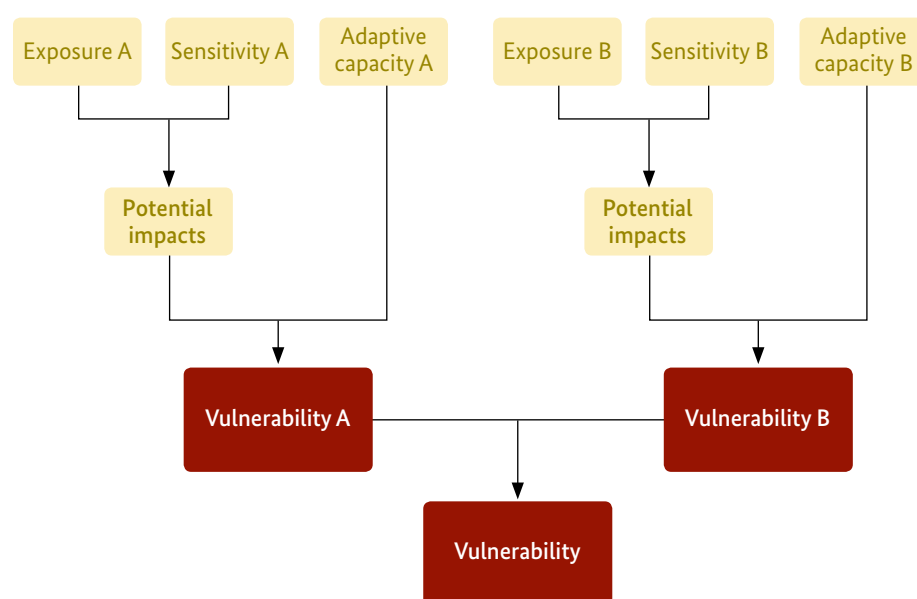 Exposure A
Sensitivity A
Adaptive
capacity A
Exposure B
Sensitivity B
Adaptive
capacity B
Potential
impacts
Potential
impacts
Vulnerability A
Vulnerability B
Vulnerability